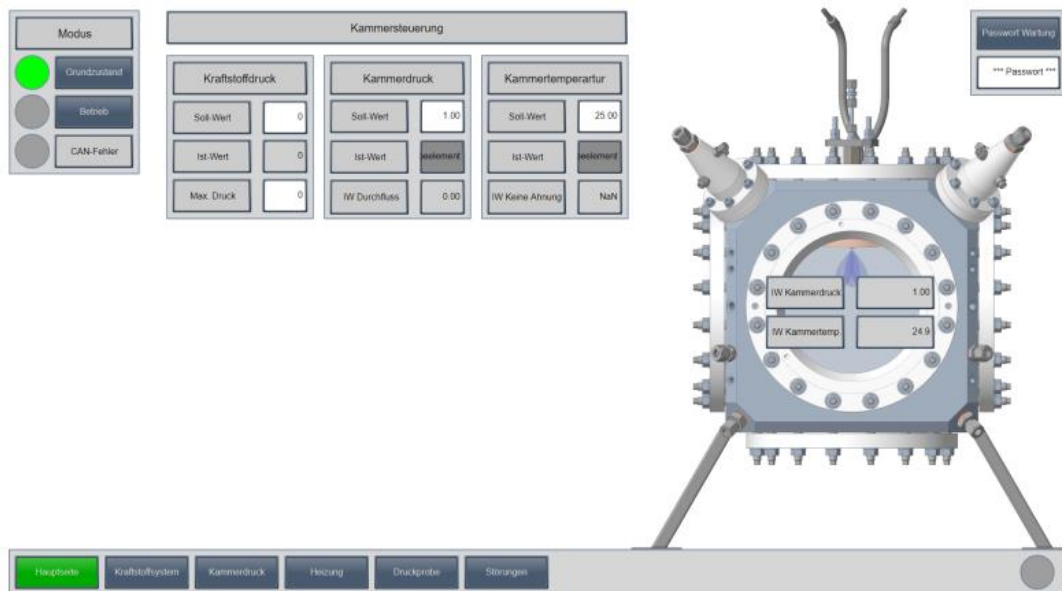 Modus
Grundzustand
Betrieb
CAN-Fehler
Kammersteuerung
Kraftstoffdruck
Soll-Wert 0
Ist-Wert 0
Max. Druck 0
Kammerdruck
Soll-Wert 1.00
Ist-Wert
IW Durchfluss 0.00
Kammertemperartur
Soll-Wert 25.00
Ist-Wert
IW Keine Ahnung NaN
Passwort Wartung
*** Passwort ***
IW Kammerdruck 1.00
IW Kammertemp. 24.9
Hauptseite Kraftstoffsystem Kammerdruck Heizung Druckprobe Störungen